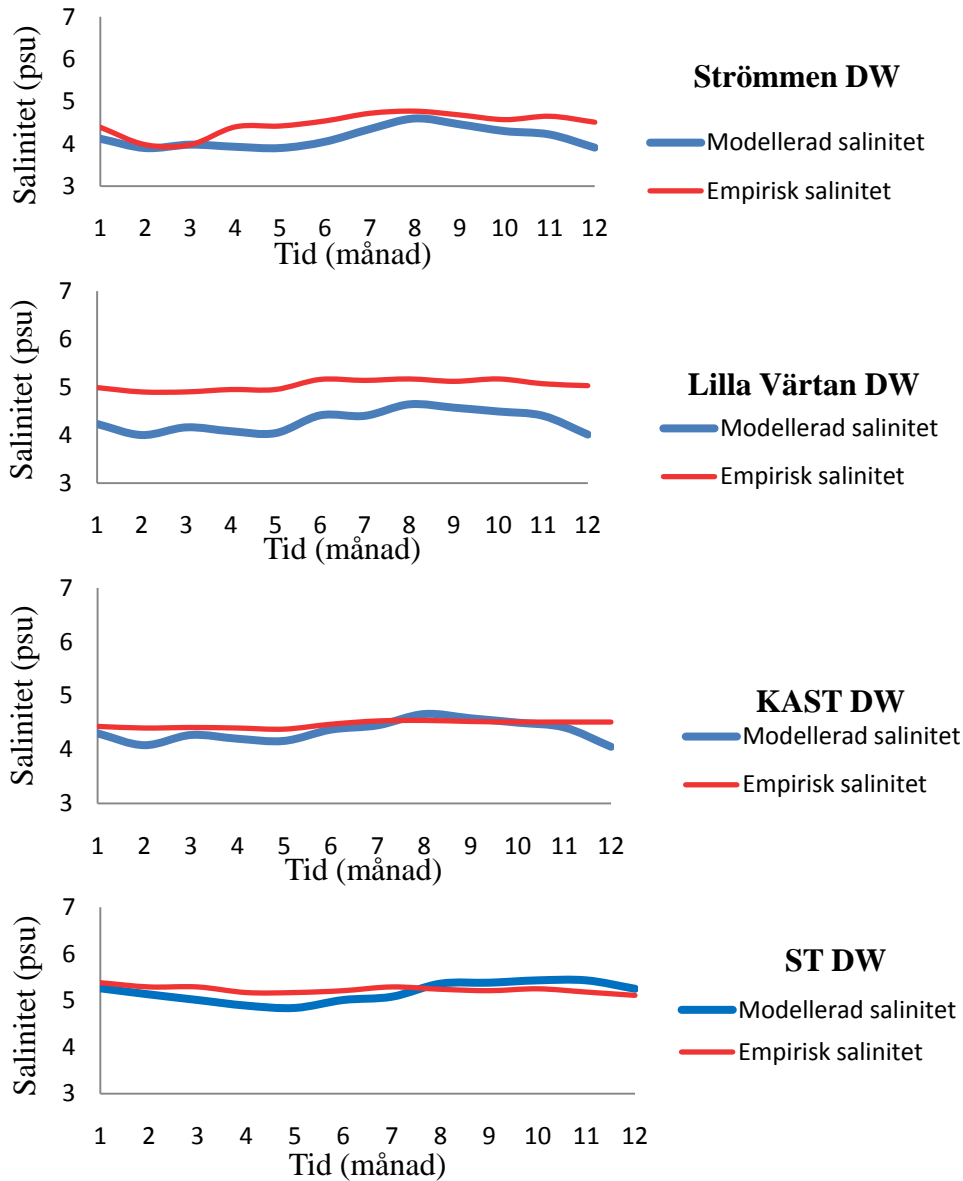 Salinitet (psu)
7
6
5
4
3
1 2 3 4 5 6 7 8 9 10 11 12
Tid (månad)
Strömmen DW
Modellerad salinitet
Empirisk salinitet
Salinitet (psu)
7
6
5
4
3
1 2 3 4 5 6 7 8 9 10 11 12
Tid (månad)
Lilla Värtan DW
Modellerad salinitet
Empirisk salinitet
Salinitet (psu)
7
6
5
4
3
1 2 3 4 5 6 7 8 9 10 11 12
Tid (månad)
KAST DW
Modellerad salinitet
Empirisk salinitet
Salinitet (psu)
7
6
5
4
3
1 2 3 4 5 6 7 8 9 10 11 12
Tid (månad)
ST DW
Modellerad salinitet
Empirisk salinitet